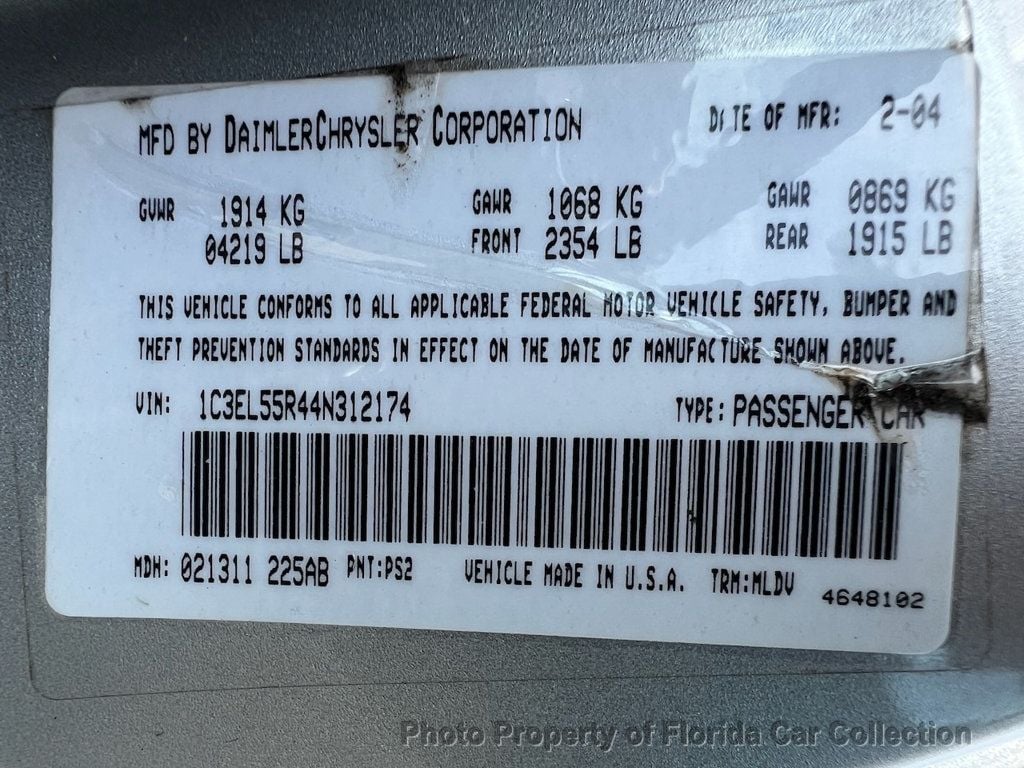 MFD BY DAIMLERCHRYSLER CORPORATION DATE OF MFR: 2-04
GVWR 1914 KG GAWR 1068 KG GAWR 0869 KG
04219 LB FRONT 2354 LB REAR 1915 LB
THIS VEHICLE CONFORMS TO ALL APPLICABLE FEDERAL MOTOR VEHICLE SAFETY, BUMPER AND
THEFT PREVENTION STANDARDS IN EFFECT ON THE DATE OF MANUFACTURE SHOWN ABOVE.
VIN: 1C3EL55R44N312174 TYPE: PASSENGER CAR
MDH: 021311 225AB PNT:PS2 VEHICLE MADE IN U.S.A. TRM:MLDV
4648102
Photo Property of Florida Car Collection